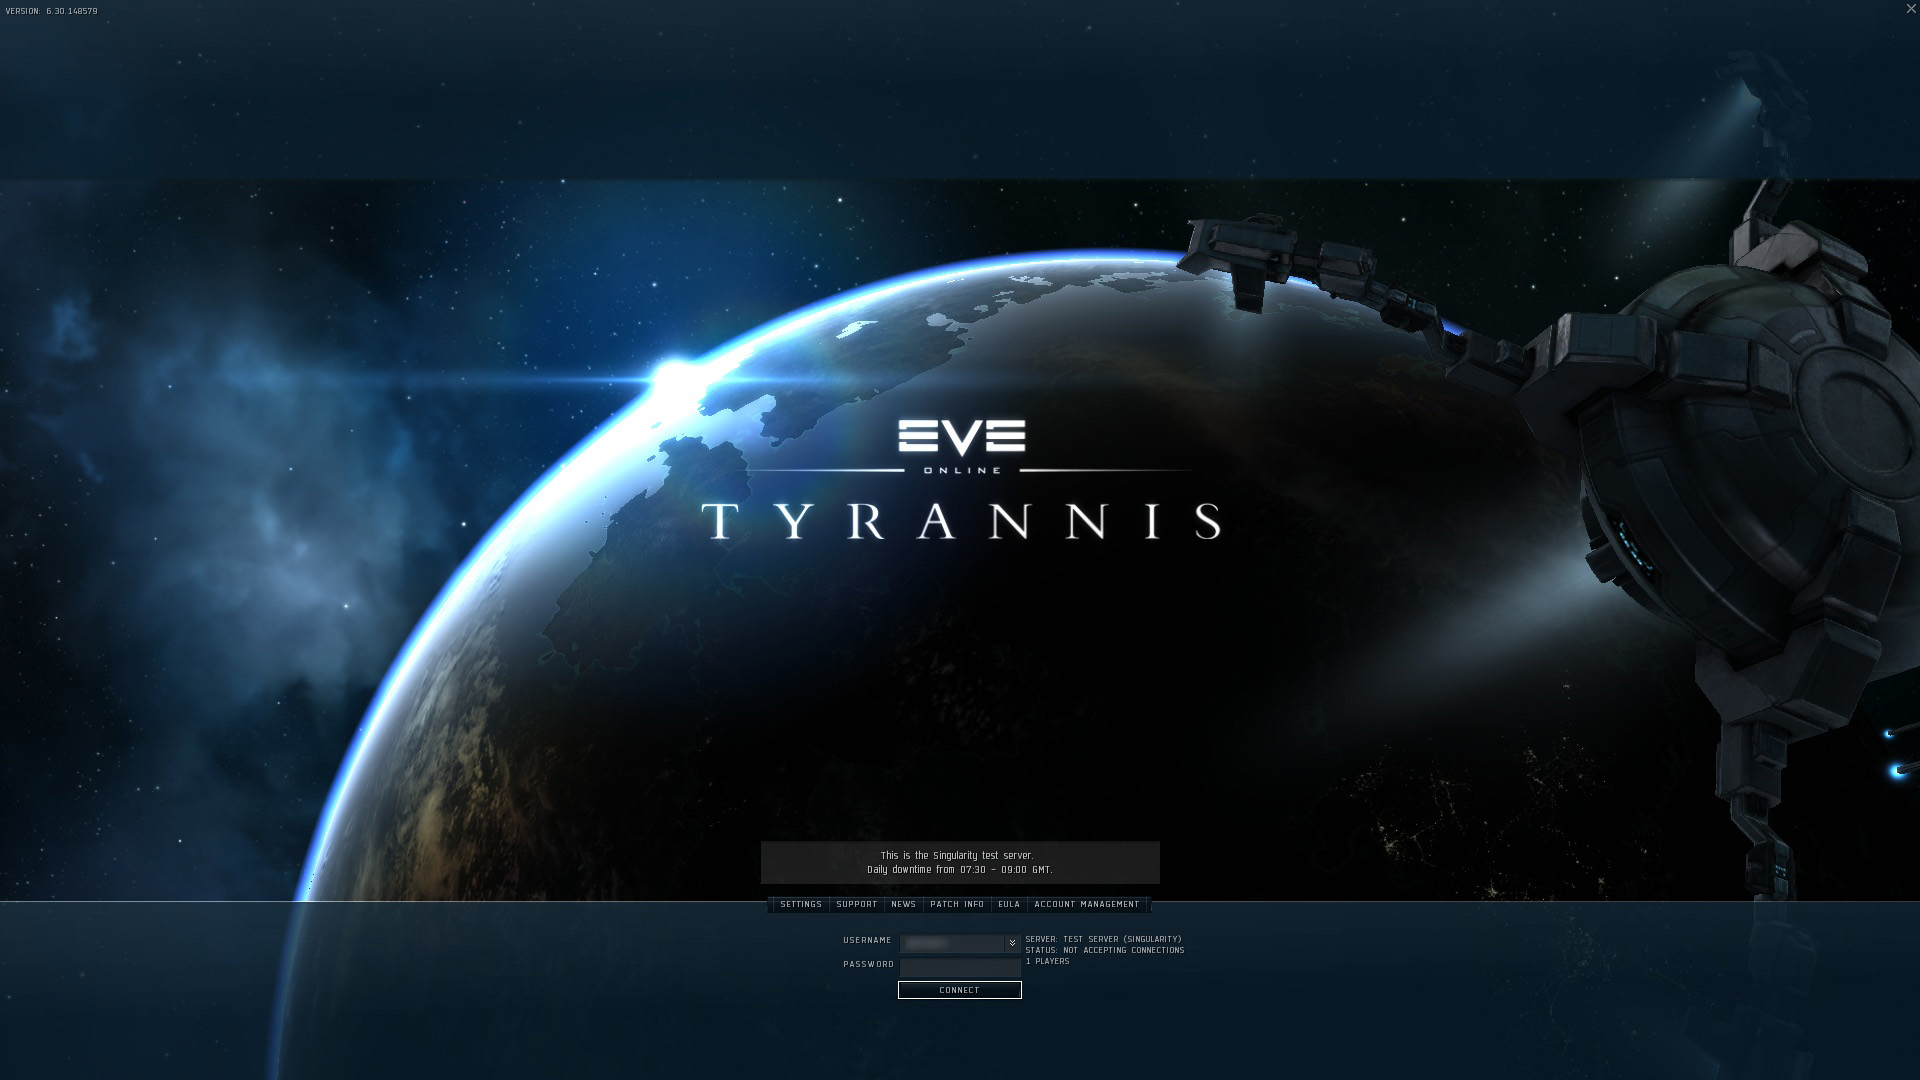 VERSION: 6.30.148579
EVE
ONLINE
TYRANNIS
This is the Singularity test server.
Daily downtime from 07:30 - 09:00 GMT.
SETTINGS SUPPORT NEWS PATCH INFO EULA ACCOUNT MANAGEMENT
USERNAME
SERVER: TEST SERVER (SINGULARITY)
STATUS: NOT ACCEPTING CONNECTIONS
1 PLAYERS
PASSWORD
CONNECT